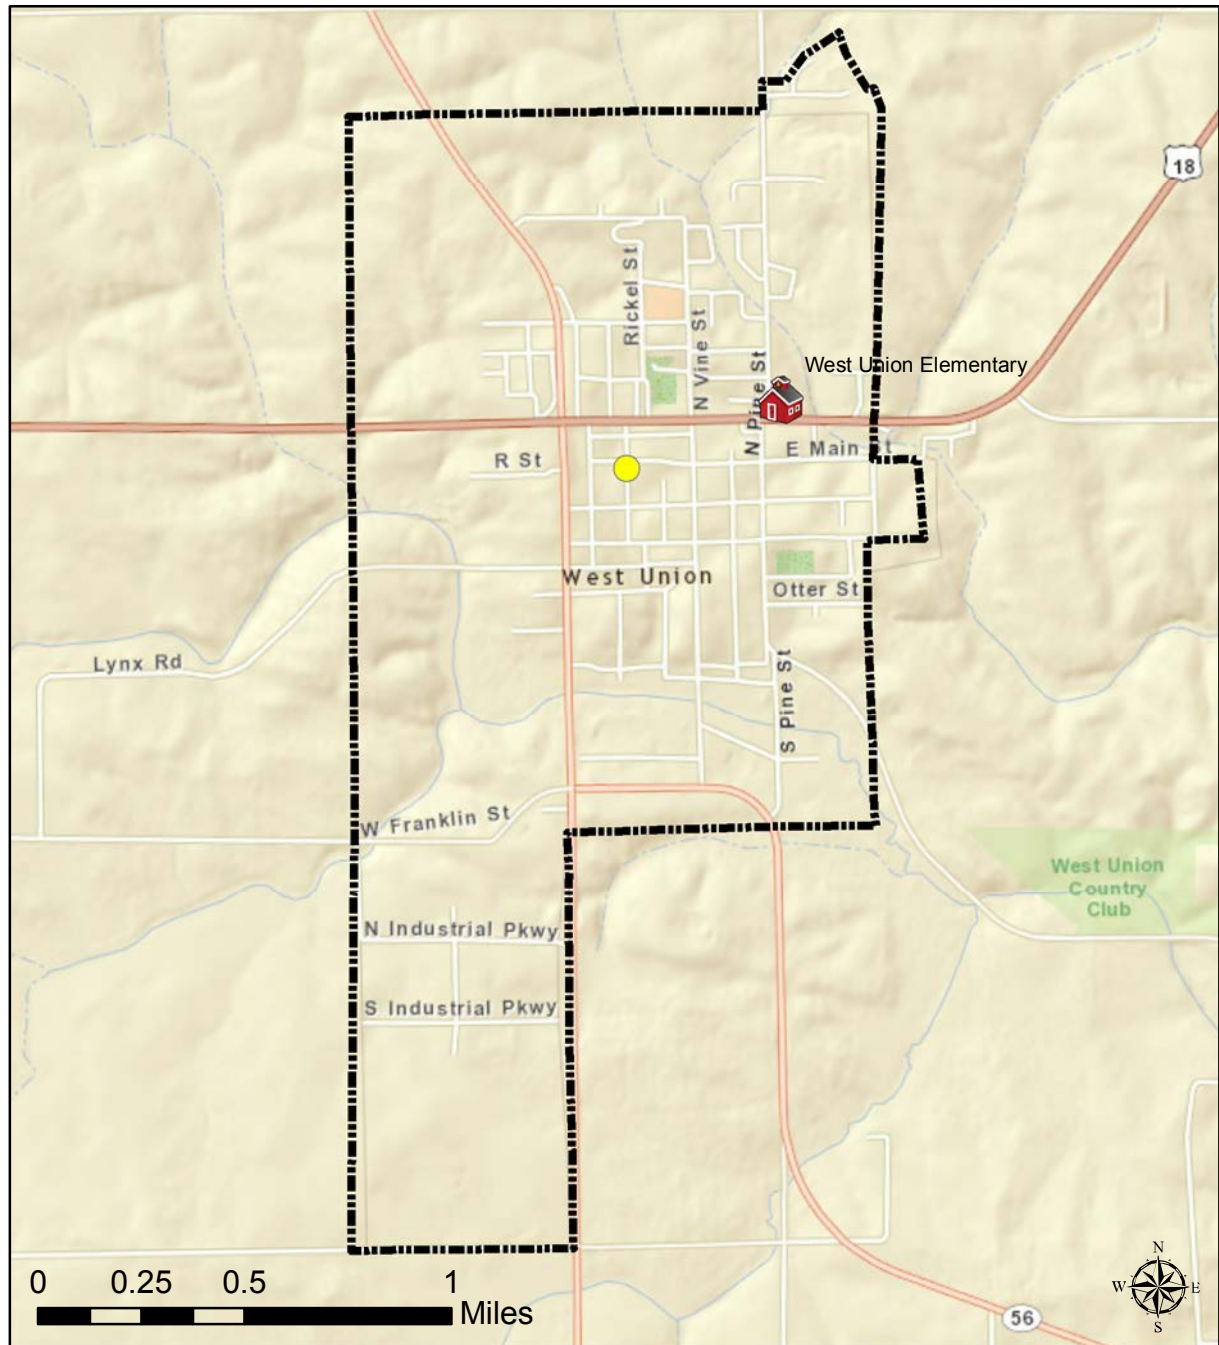 18
Rickel St
N Vine St
N Pine St
West Union Elementary
E Main St
R St
West Union
Otter St
Lynx Rd
S Pine St
W Franklin St
West Union
Country
Club
N Industrial Pkwy
S Industrial Pkwy
0 0.25 0.5 1
Miles
N
W E
S
56